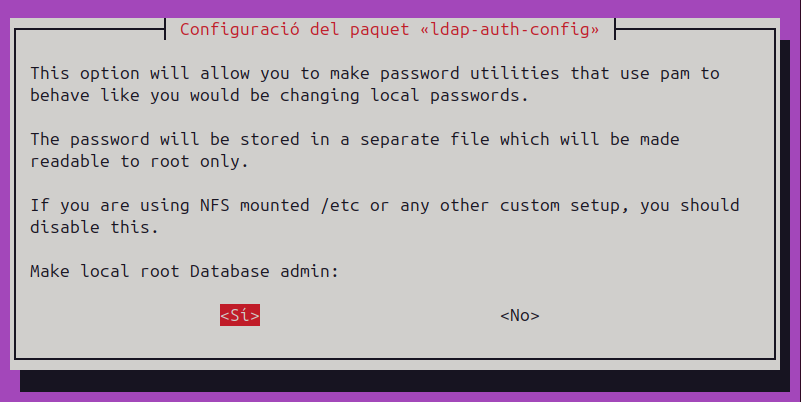 Configuració del paquet «ldap-auth-config»
This option will allow you to make password utilities that use pam to
behave like you would be changing local passwords.
The password will be stored in a separate file which will be made
readable to root only.
If you are using NFS mounted /etc or any other custom setup, you should
disable this.
Make local root Database admin:
<Sí> <No>